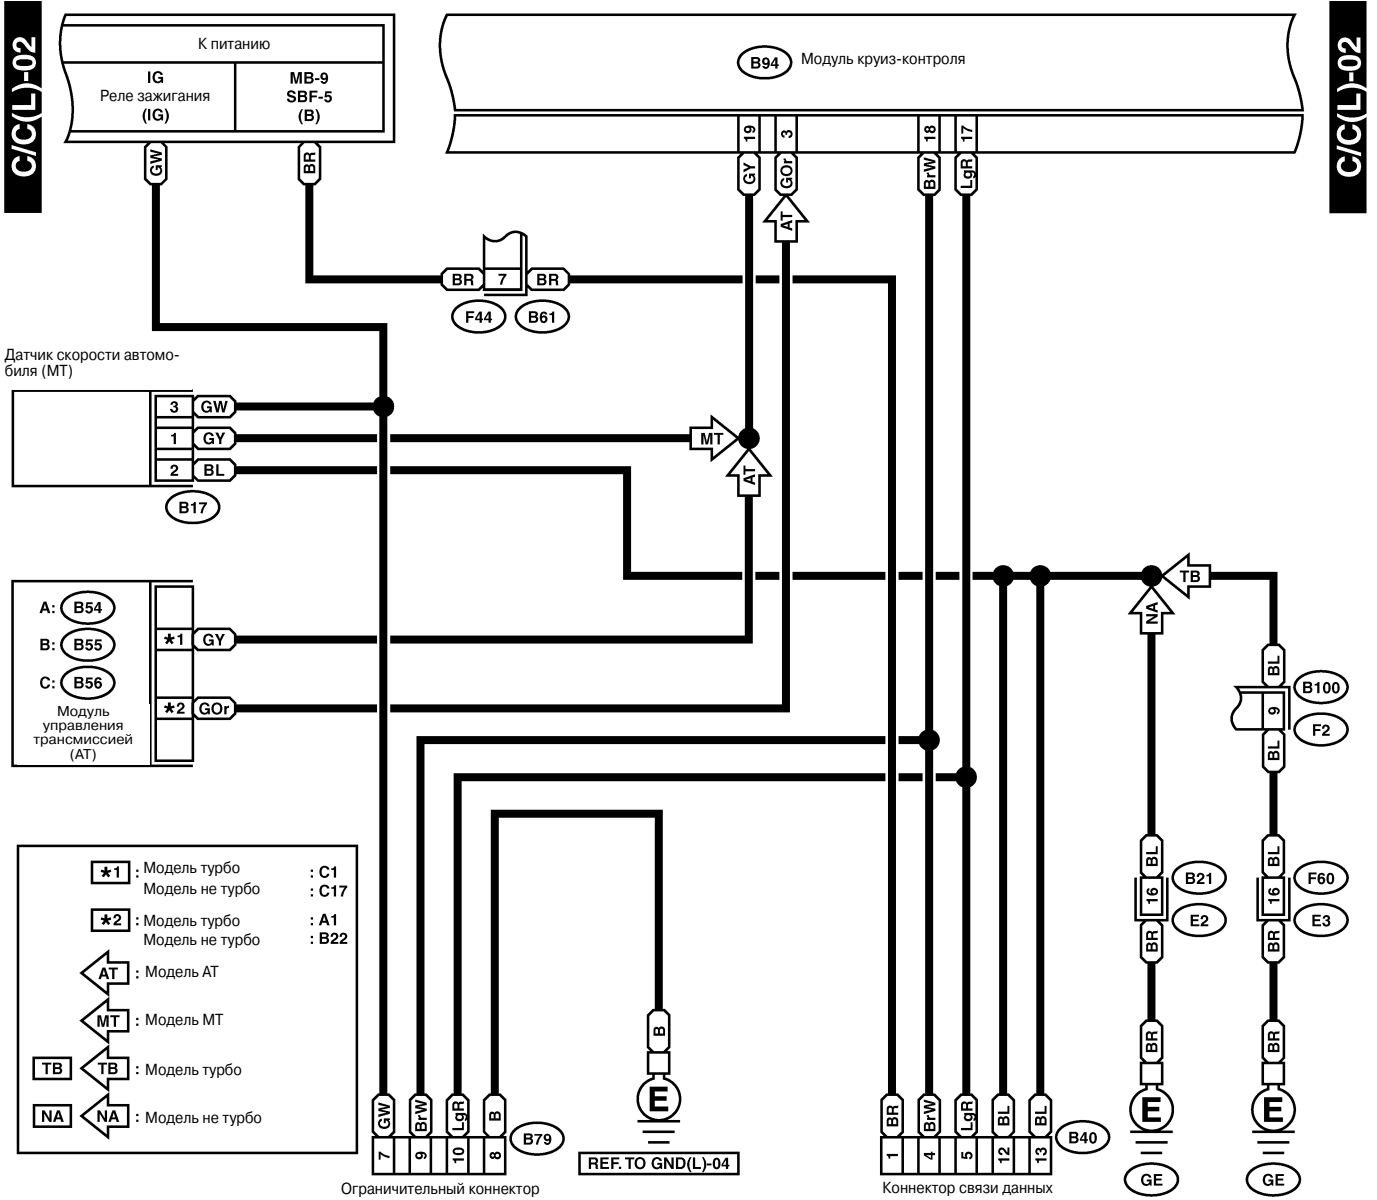 C/C(L)-02
C/C(L)-02
К питанию
IG
Реле зажигания
(IG)
MB-9
SBF-5
(B)
B94
Модуль круиз-контроля
19
3
18
17
GW
BR
GY
GOr
BrW
LgR
AT
BR
7
BR
F44
B61
Датчик скорости автомо-
биля (МТ)
3
GW
1
GY
2
BL
B17
MT
AT
TB
NA
A: B54
B: B55
C: B56
Модуль
управления
трансмиссией
(АТ)
*1
GY
*2
GOr
BL
B100
9
F2
BL
BL
B21
16
E2
BR
BL
F60
16
E3
BR
*1 : Модель турбо : C1
Модель не турбо : C17
*2 : Модель турбо : A1
Модель не турбо : B22
AT : Модель АТ
MT : Модель МТ
TB TB : Модель турбо
NA NA : Модель не турбо
B
E
REF. TO GND(L)-04
BR
E
GE
BR
E
GE
GW
BrW
LgR
B
7
9
10
8
B79
Ограничительный коннектор
BR
BrW
LgR
BL
BL
1
4
5
12
13
B40
Коннектор связи данных